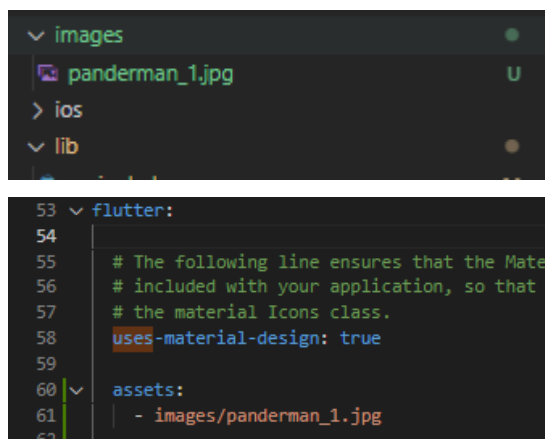 images
panderman_1.jpg U
ios
lib
53 flutter:
54
55 # The following line ensures that the Mate
56 # included with your application, so that
57 # the material Icons class.
58 uses-material-design: true
59
60 assets:
61 - images/panderman_1.jpg